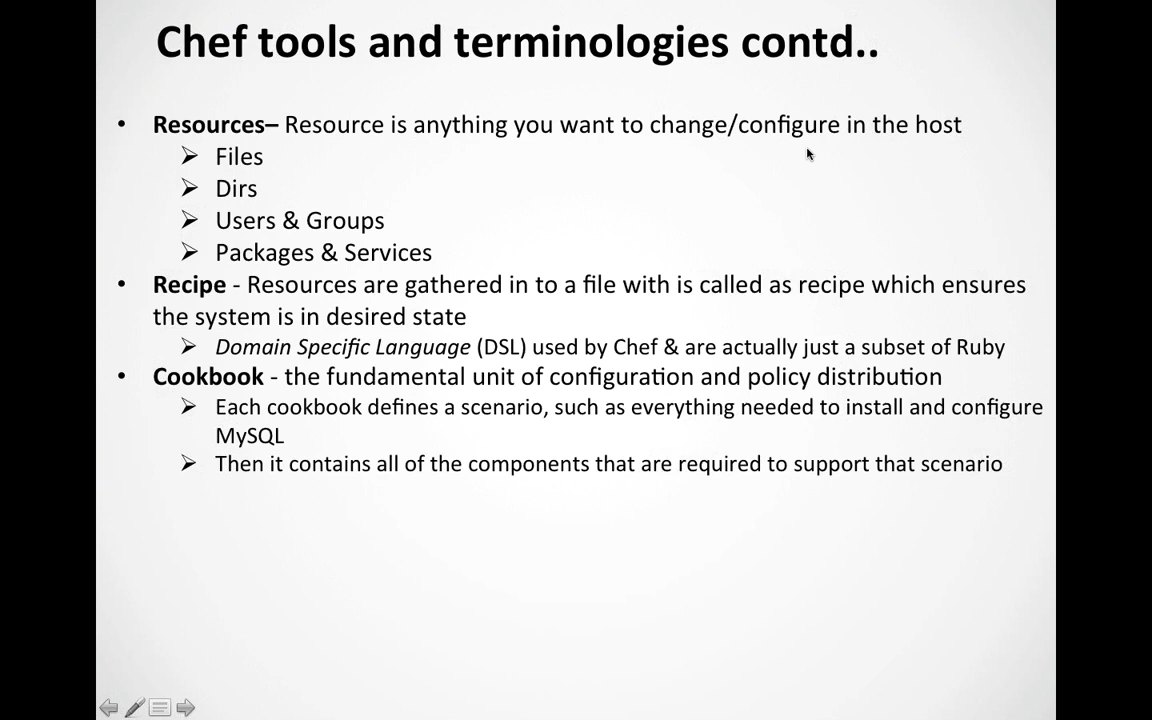 Chef tools and terminologies contd..
• Resources– Resource is anything you want to change/configure in the host
➢ Files
➢ Dirs
➢ Users & Groups
➢ Packages & Services
• Recipe - Resources are gathered in to a file with is called as recipe which ensures
the system is in desired state
➢ Domain Specific Language (DSL) used by Chef & are actually just a subset of Ruby
• Cookbook - the fundamental unit of configuration and policy distribution
➢ Each cookbook defines a scenario, such as everything needed to install and configure
MySQL
➢ Then it contains all of the components that are required to support that scenario